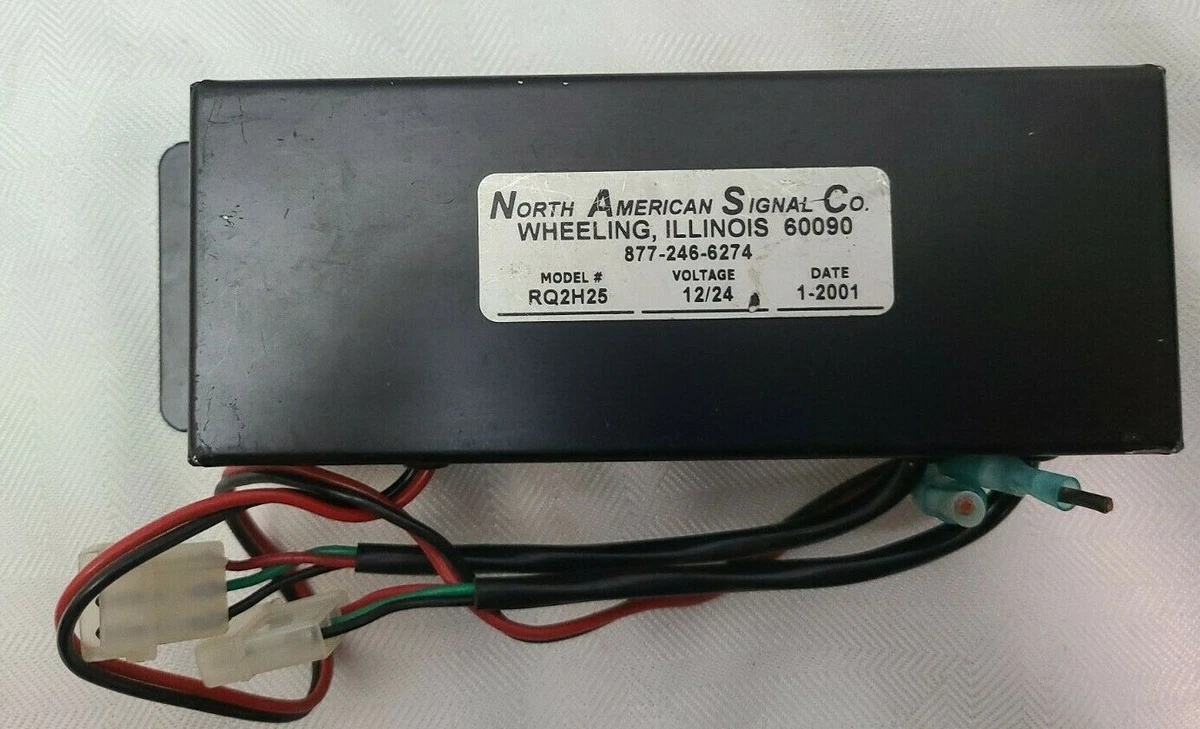 NORTH AMERICAN SIGNAL CO.
WHEELING, ILLINOIS 60090
877-246-6274
MODEL # VOLTAGE DATE
RQ2H25 12/24 1-2001